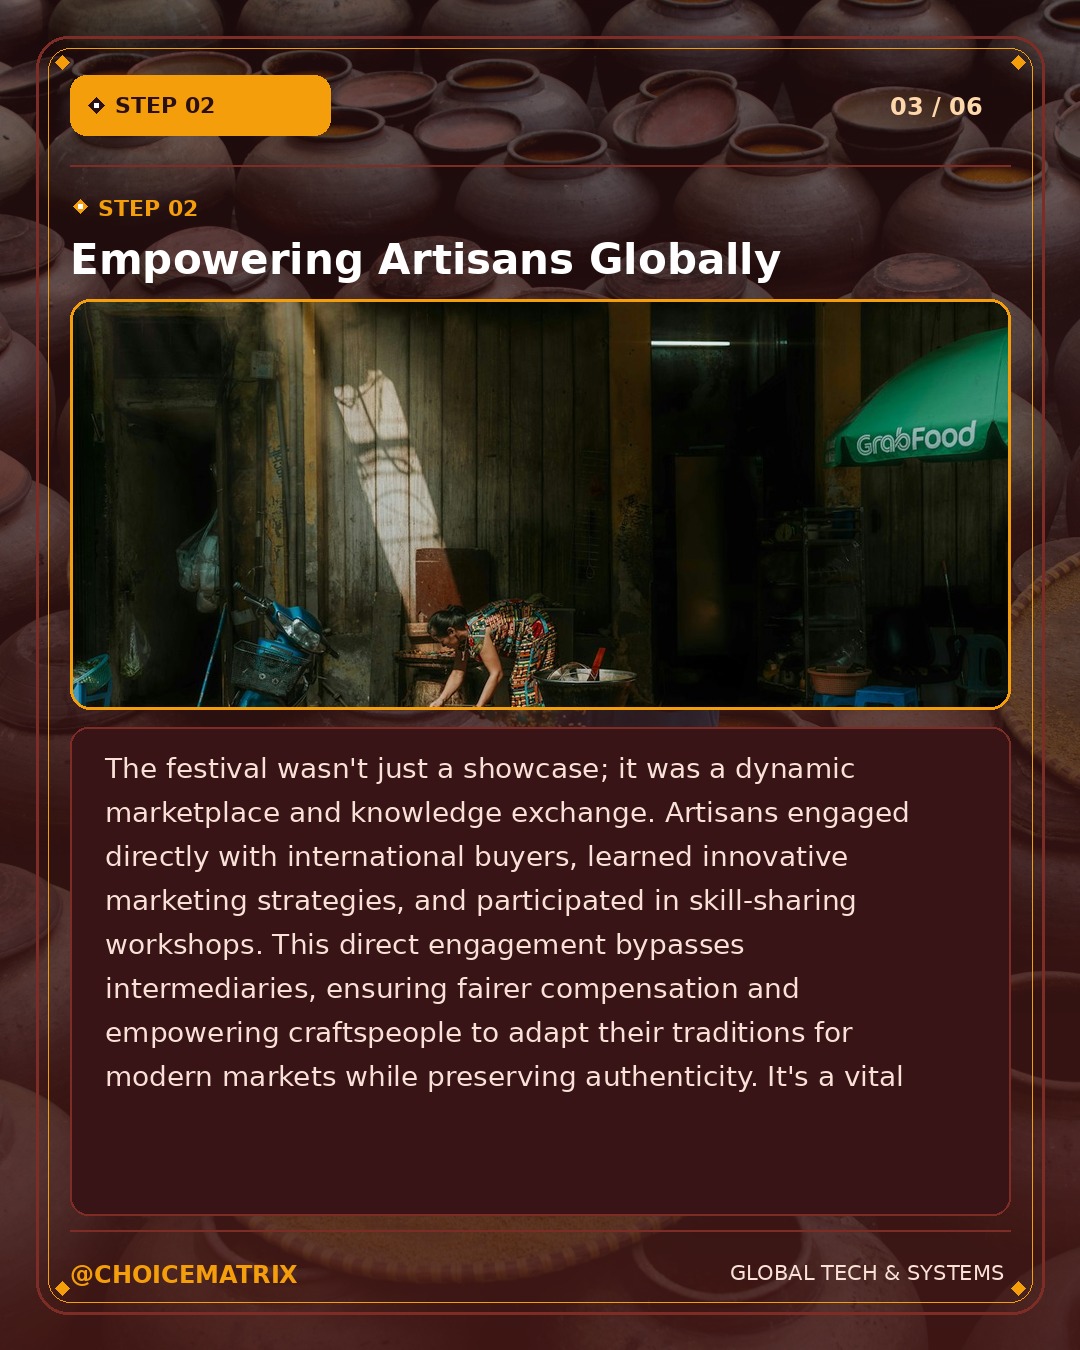 STEP 02
03 / 06
STEP 02
Empowering Artisans Globally
GrabFood
The festival wasn't just a showcase; it was a dynamic
marketplace and knowledge exchange. Artisans engaged
directly with international buyers, learned innovative
marketing strategies, and participated in skill-sharing
workshops. This direct engagement bypasses
intermediaries, ensuring fairer compensation and
empowering craftspeople to adapt their traditions for
modern markets while preserving authenticity. It's a vital
@CHOICEMATRIX
GLOBAL TECH & SYSTEMS